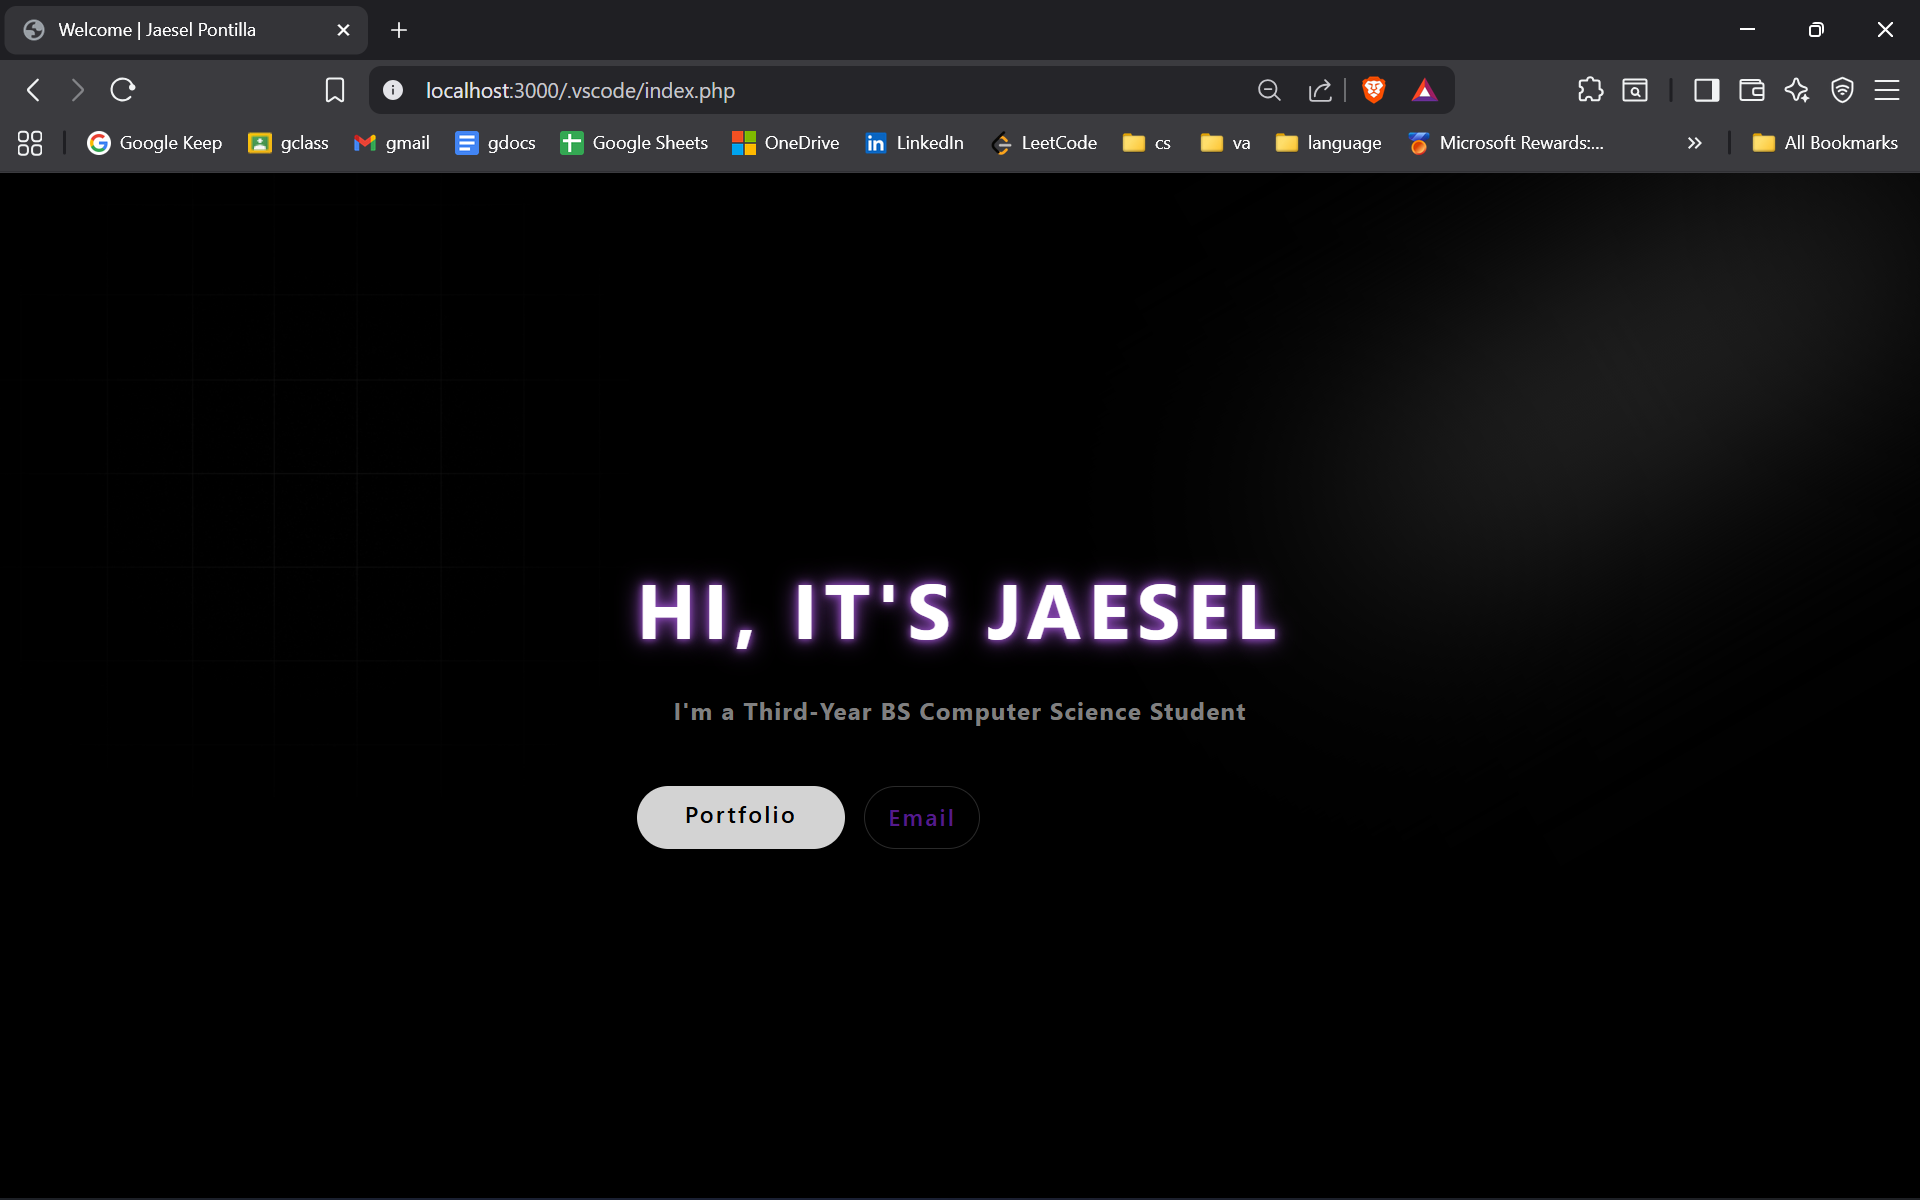 Welcome | Jaesel Pontilla
localhost:3000/.vscode/index.php
Google Keep gclass gmail gdocs Google Sheets OneDrive LinkedIn LeetCode cs va language Microsoft Rewards:... All Bookmarks
HI, IT'S JAESEL
I'm a Third-Year BS Computer Science Student
Portfolio Email